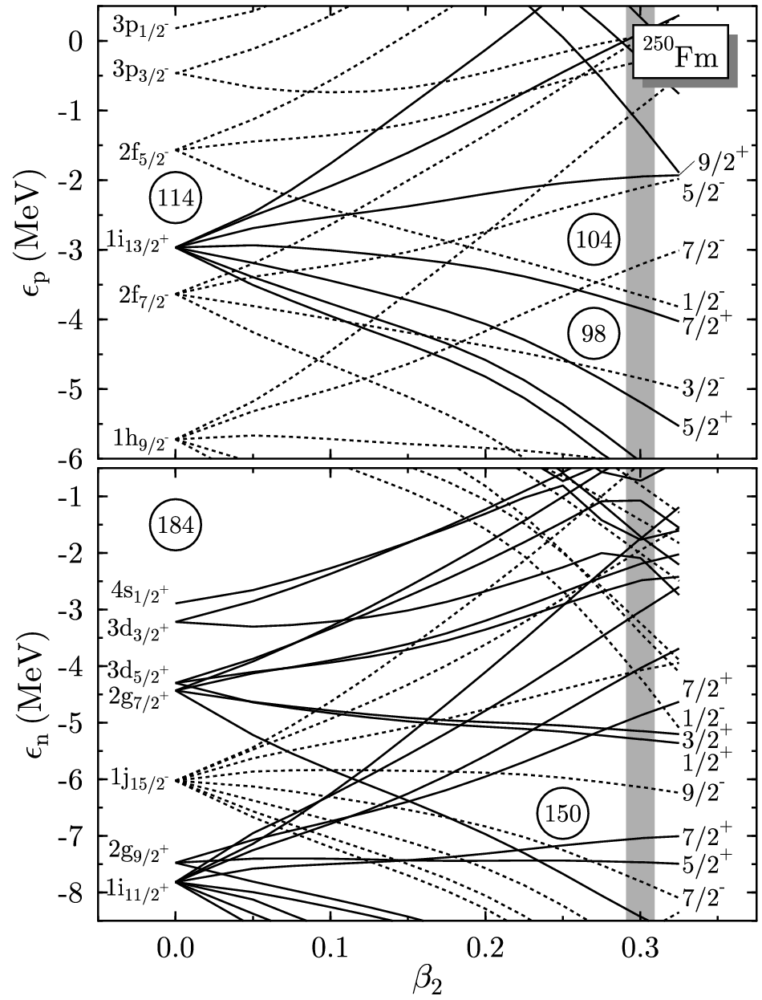 3p1/2-
0
250Fm
3p3/2-
-1
2f5/2-
9/2+
-2
114
5/2-
1i13/2+
104
7/2-
-3
ϵp (MeV)
2f7/2-
1/2-
7/2+
-4
98
3/2-
-5
5/2+
1h9/2-
-6
-1
184
-2
4s1/2+
-3
3d3/2+
3d5/2+
-4
7/2+
2g7/2+
1/2-
-5
3/2+
ϵn (MeV)
1/2+
1j15/2-
-6
9/2-
150
-7
7/2+
2g9/2+
5/2+
1i11/2+
-8
7/2-
0.0 0.1 0.2 0.3
β2